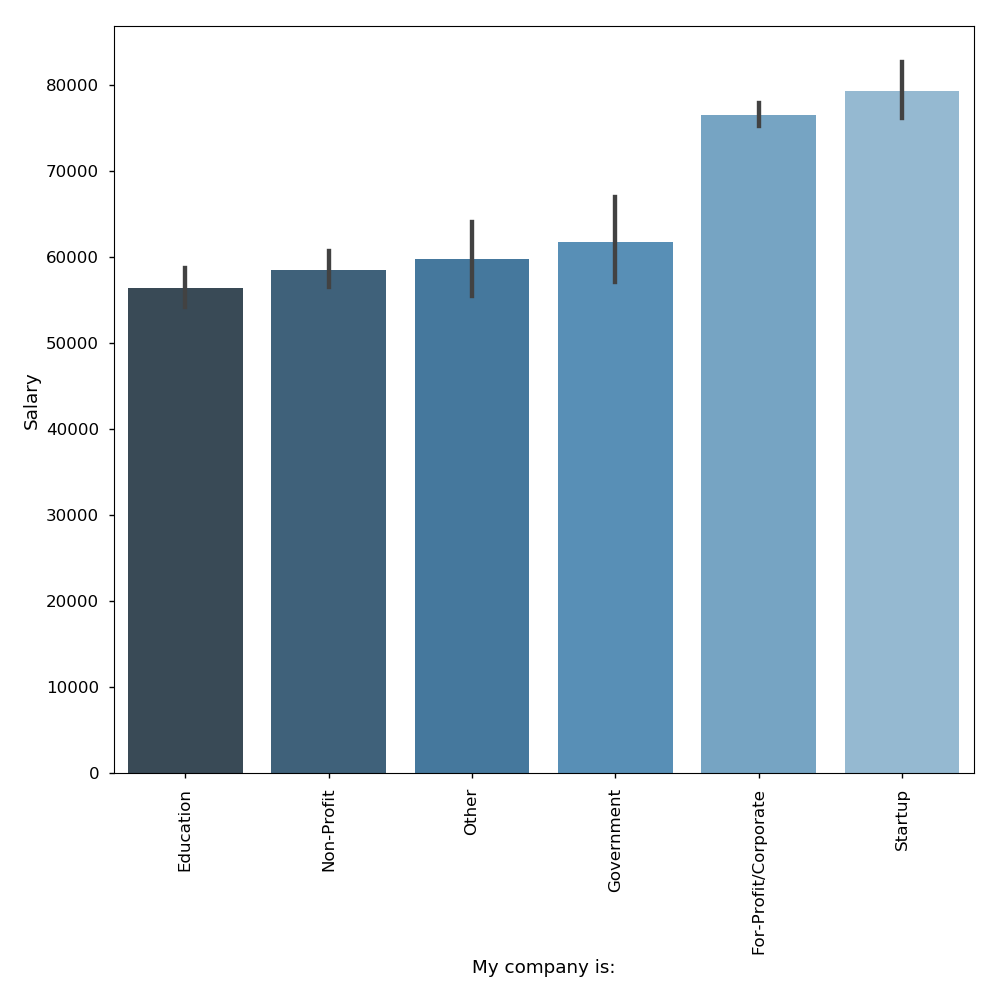 80000
70000
60000
50000
40000
30000
20000
10000
0
Salary
Education
Non-Profit
Other
Government
For-Profit/Corporate
Startup
My company is: